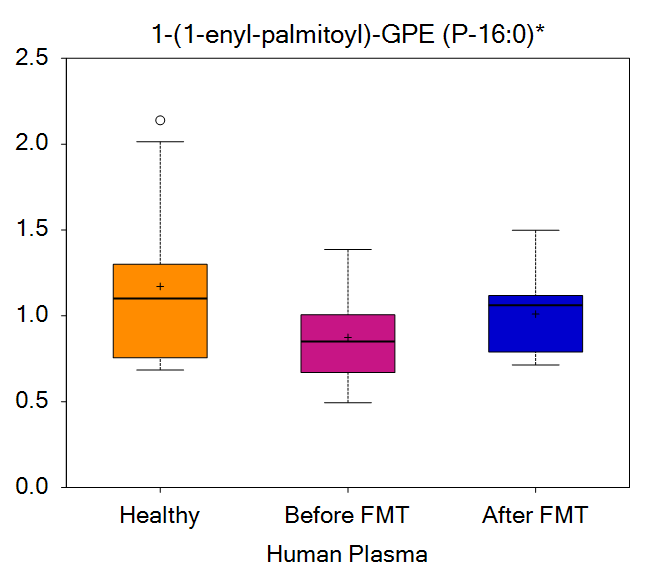 1-(1-enyl-palmitoyl)-GPE (P-16:0)*
2.5
2.0
1.5
1.0
0.5
0.0
Healthy Before FMT After FMT
Human Plasma